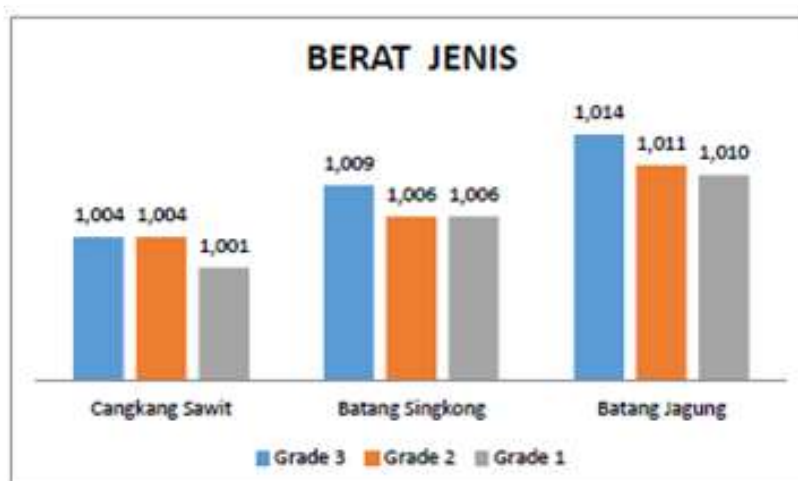 BERAT JENIS
1,004 1,004 1,001
1,009 1,006 1,006
1,014 1,011 1,010
Cangkang Sawit Batang Singkong Batang Jagung
Grade 3 Grade 2 Grade 1